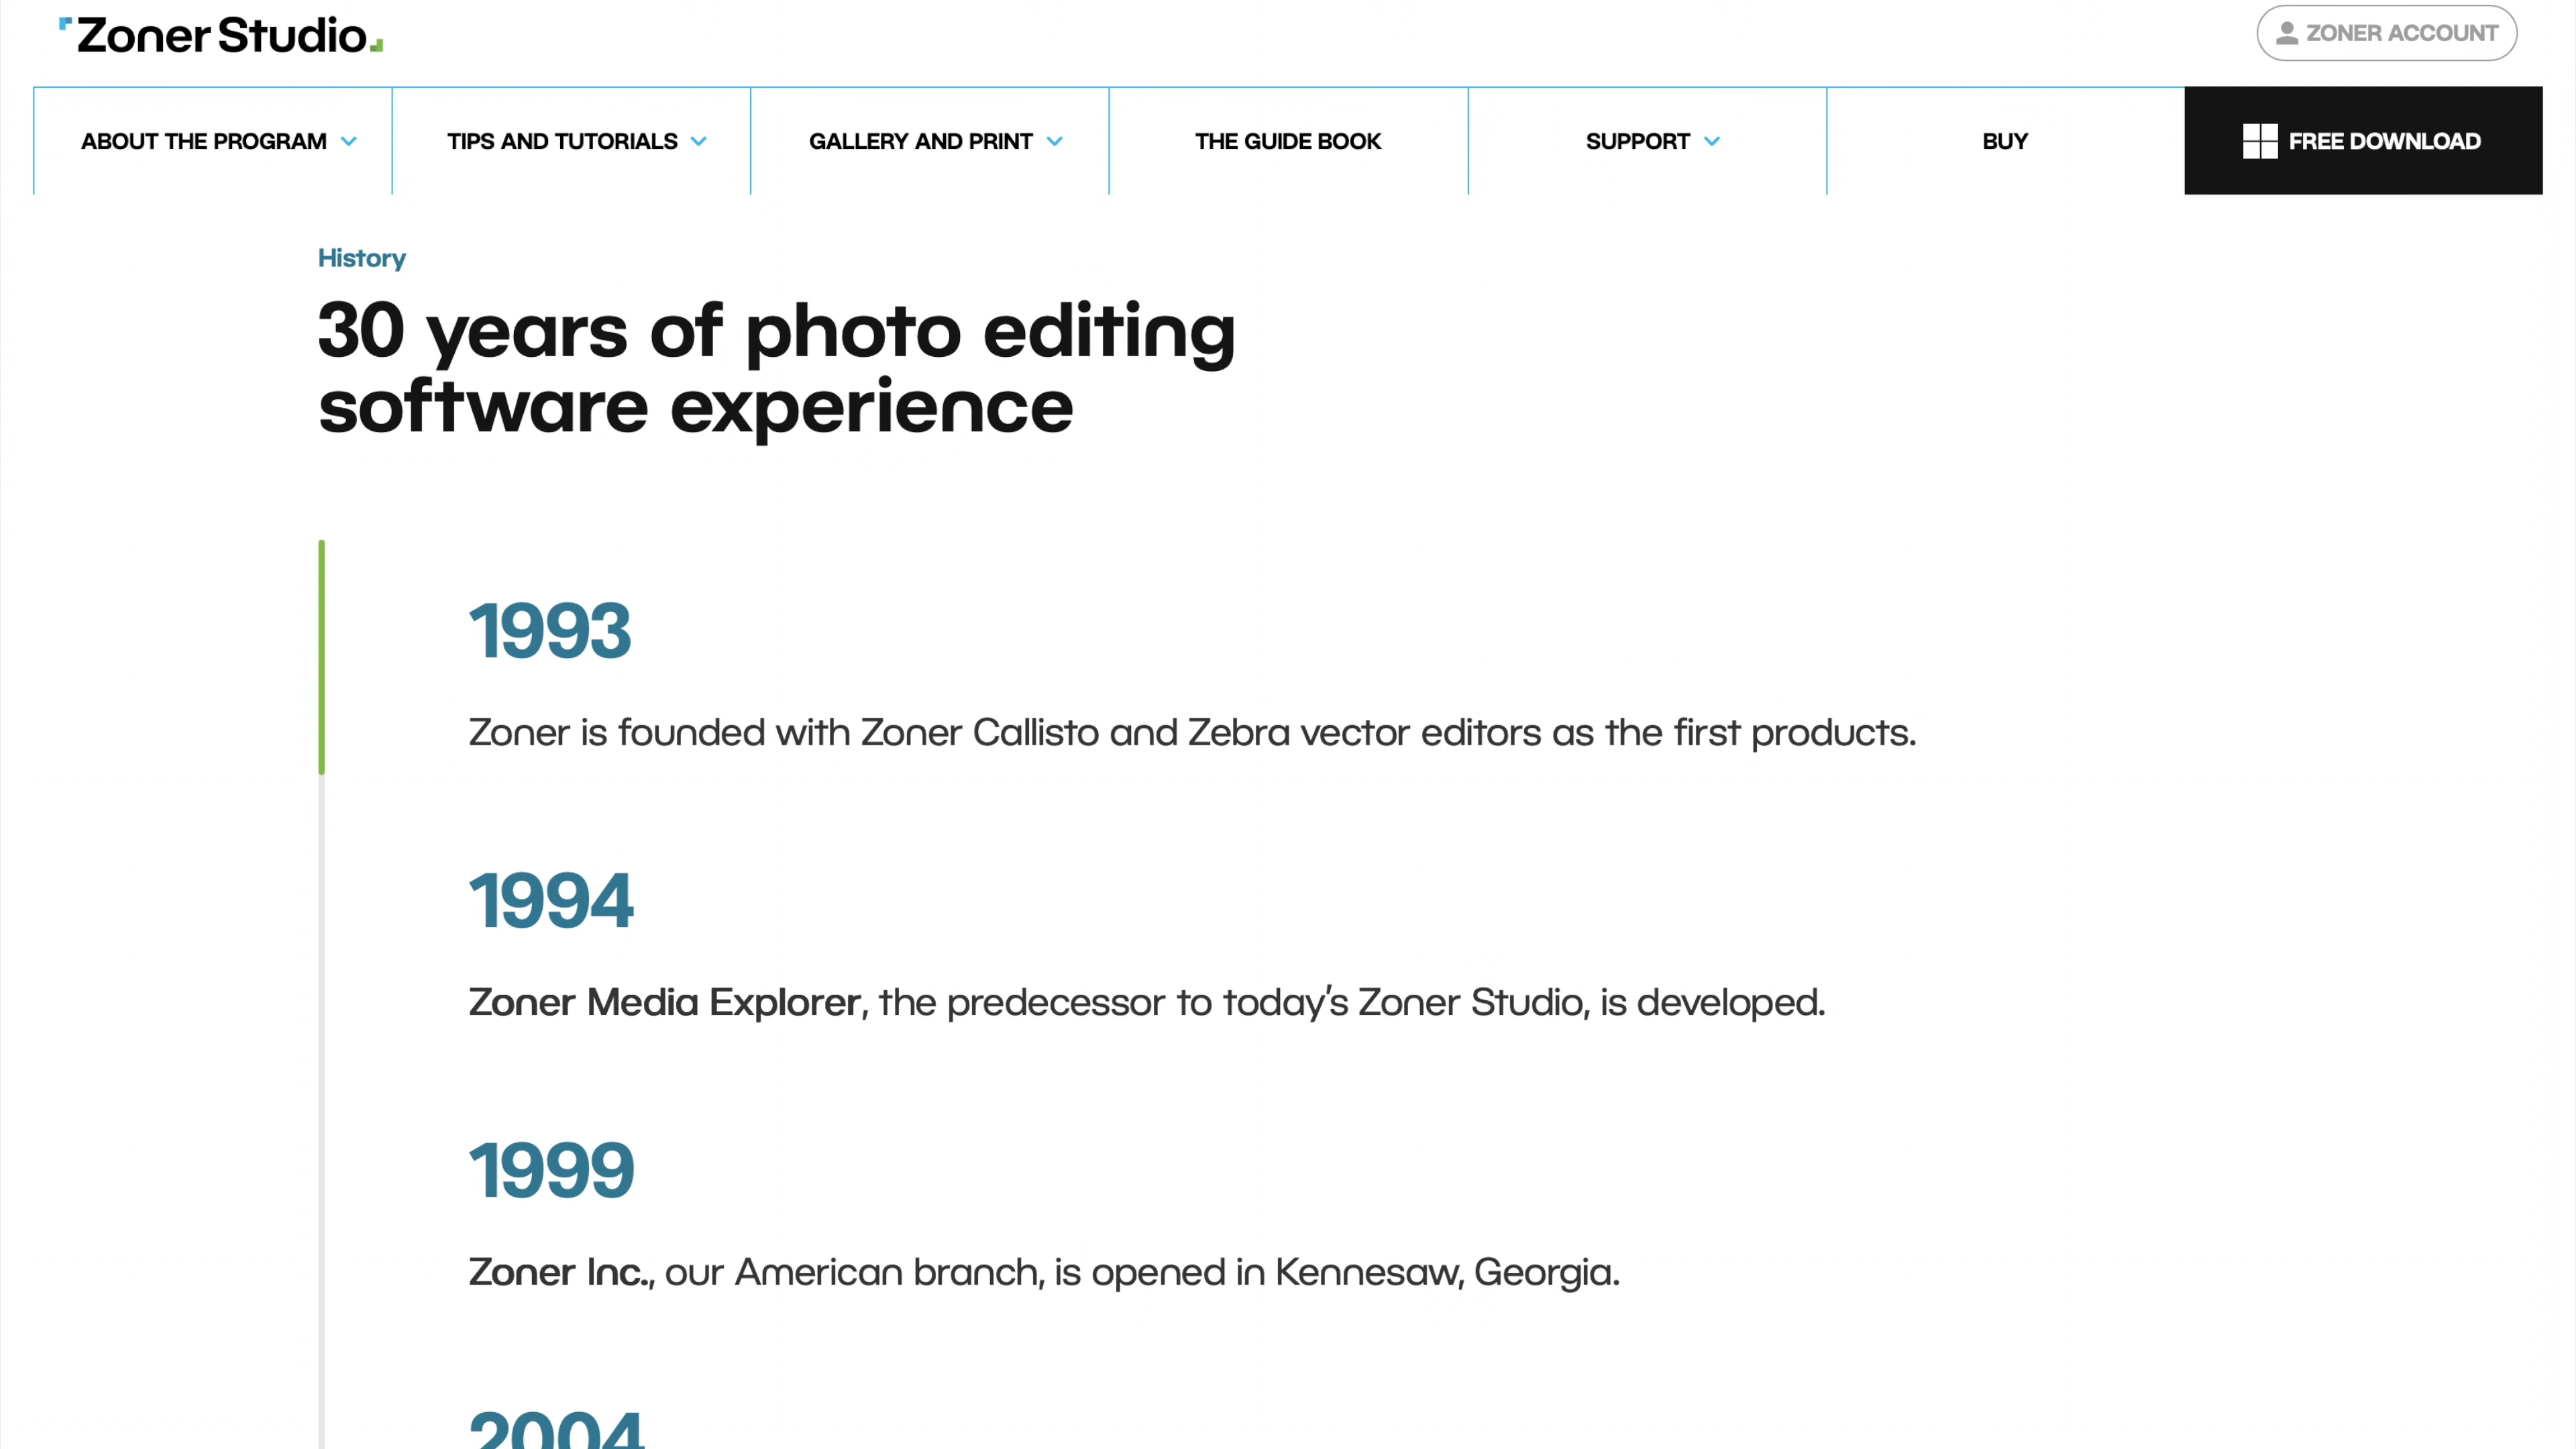 Zoner Studio
ZONER ACCOUNT
ABOUT THE PROGRAM
TIPS AND TUTORIALS
GALLERY AND PRINT
THE GUIDE BOOK
SUPPORT
BUY
FREE DOWNLOAD
History
30 years of photo editing
software experience
1993
Zoner is founded with Zoner Callisto and Zebra vector editors as the first products.
1994
Zoner Media Explorer, the predecessor to today's Zoner Studio, is developed.
1999
Zoner Inc., our American branch, is opened in Kennesaw, Georgia.
2004